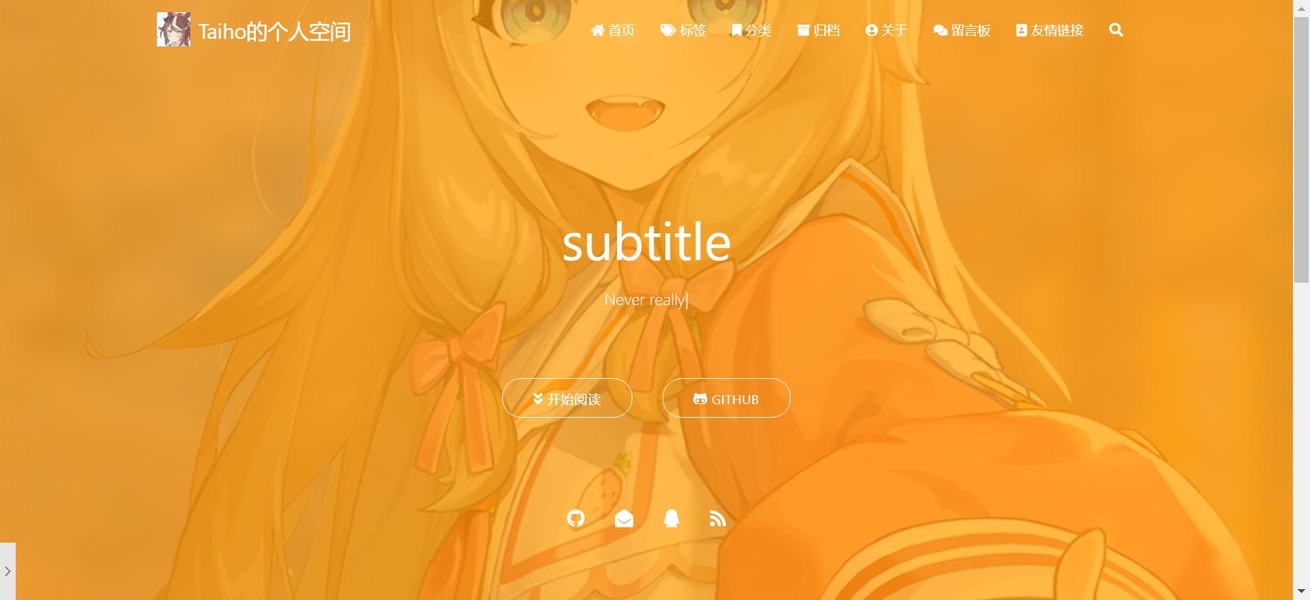 Taiho的个人空间
首页 标签 分类 归档 关于 留言板 友情链接
subtitle
Never really|
开始阅读 GITHUB